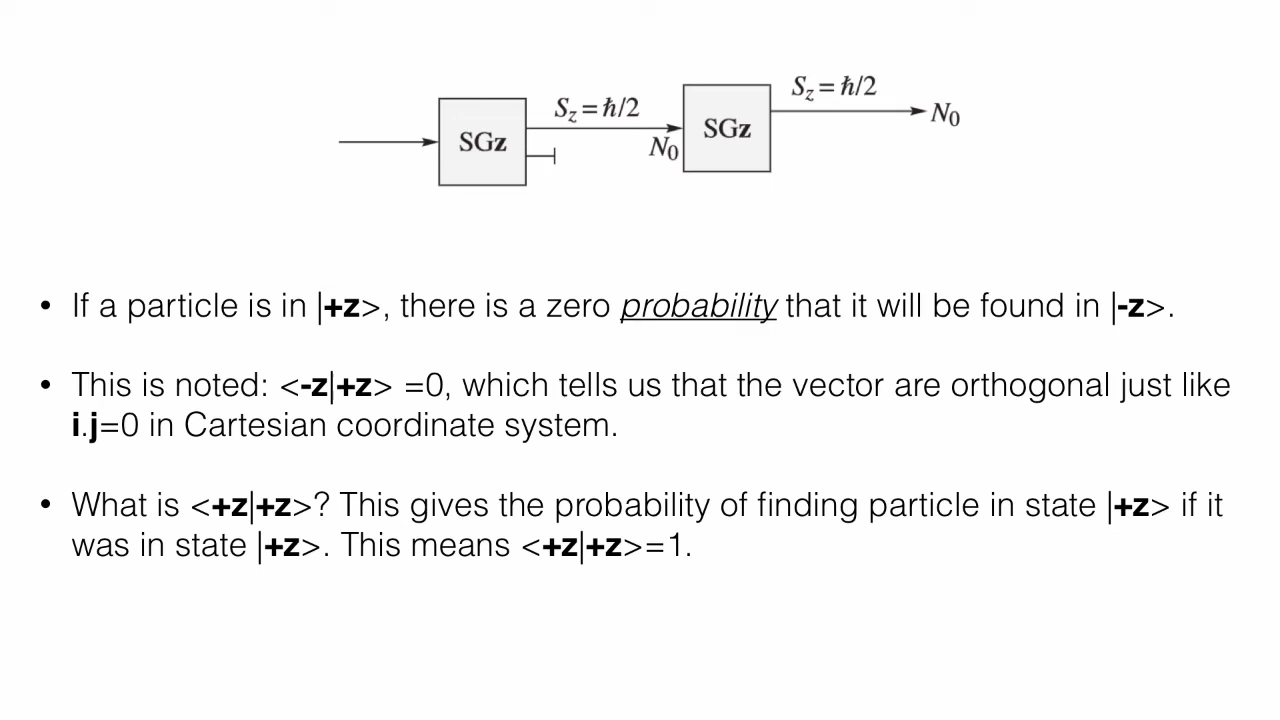 S_z = ħ/2
S_z = ħ/2
SGz
N_0
SGz
N_0
• If a particle is in |+z>, there is a zero probability that it will be found in |-z>.
• This is noted: <-z|+z> =0, which tells us that the vector are orthogonal just like
i.j=0 in Cartesian coordinate system.
• What is <+z|+z>? This gives the probability of finding particle in state |+z> if it
was in state |+z>. This means <+z|+z>=1.